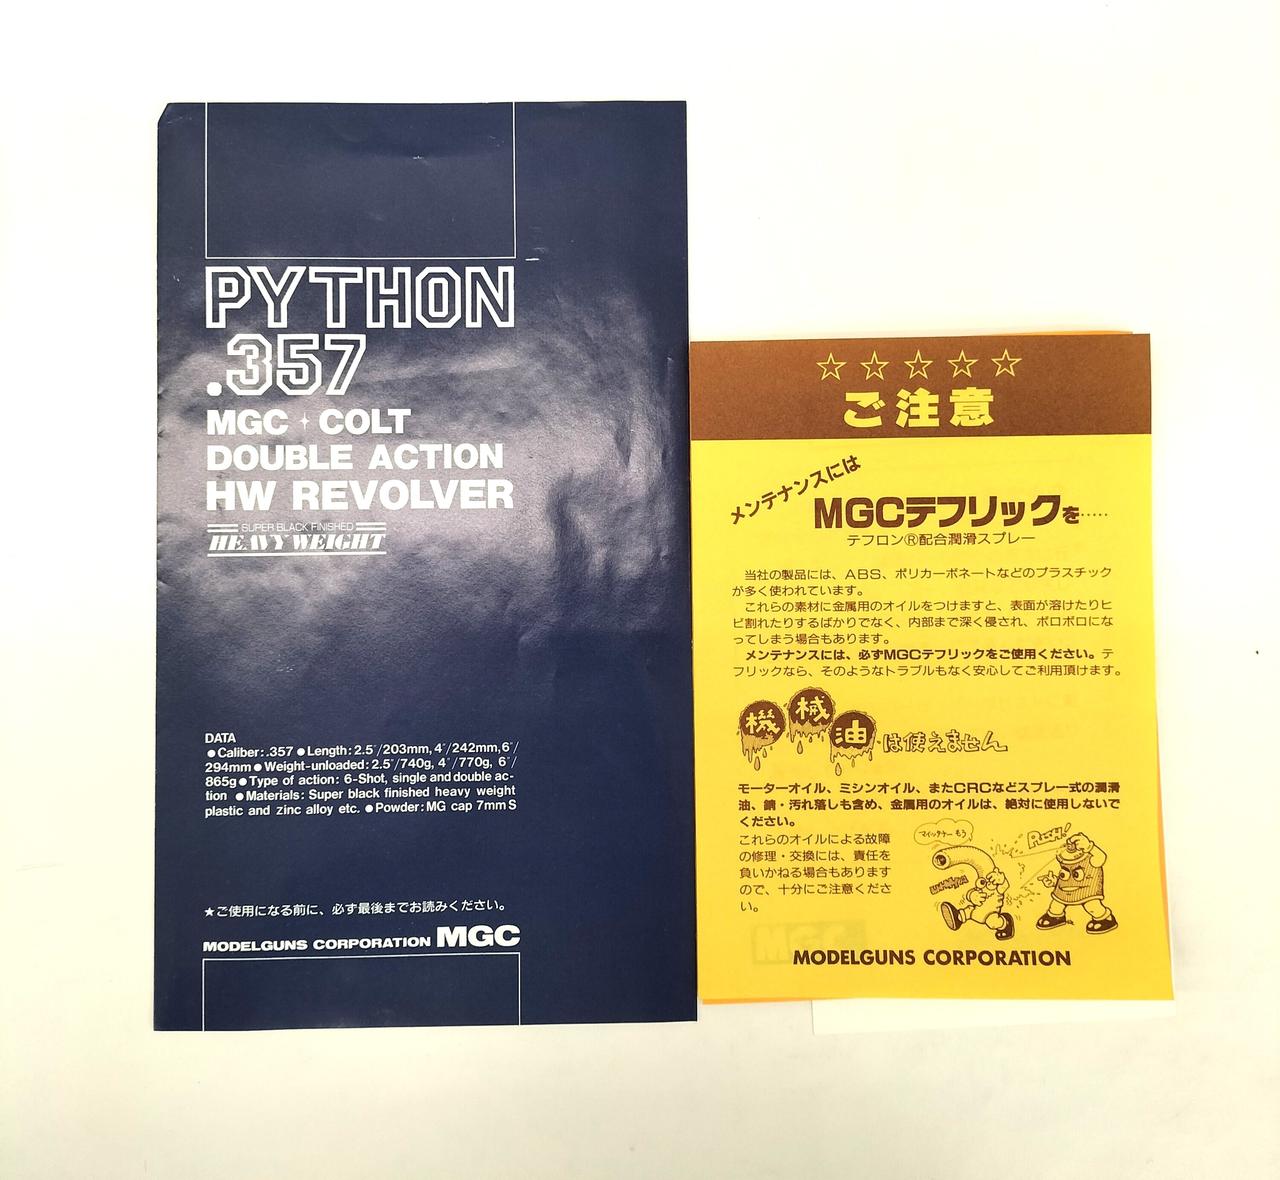 PYTHON
.357
MGC COLT
DOUBLE ACTION
HW REVOLVER
SUPER BLACK FINISHED
HEAVY WEIGHT
DATA
●Caliber:.357 ●Length: 2.5″/203mm, 4″/242mm, 6″/
294mm ●Weight-unloaded: 2.5″/740g, 4″/770g, 6″/
865g ●Type of action: 6-Shot, single and double ac-
tion ●Materials: Super black finished heavy weight
plastic and zinc alloy etc. ●Powder: MG cap 7mm S
★ご使用になる前に、必ず最後までお読みください。
MODELGUNS CORPORATION MGC
☆☆☆☆☆
ご注意
メンテナンスには
MGCテフリックを‥‥‥
テフロン®配合潤滑スプレー
当社の製品には、ABS、ポリカーボネートなどのプラスチック
が多く使われています。
これらの素材に金属用のオイルをつけますと、表面が溶けたりヒ
ビ割れたりするばかりでなく、内部まで深く侵され、ボロボロにな
ってしまう場合もあります。
メンテナンスには、必ずMGCテフリックをご使用ください。テ
フリックなら、そのようなトラブルもなく安心してご利用頂けます。
機械油は使えません
モーターオイル、ミシンオイル、またCRCなどスプレー式の潤滑
油、錆・汚れ落しも含め、金属用のオイルは、絶対に使用しないで
ください。
これらのオイルによる故障
の修理・交換には、責任を
負いかねる場合もあります
ので、十分にご注意くださ
い。
マイッタナー もう
PUSH!
MGC
MODELGUNS CORPORATION